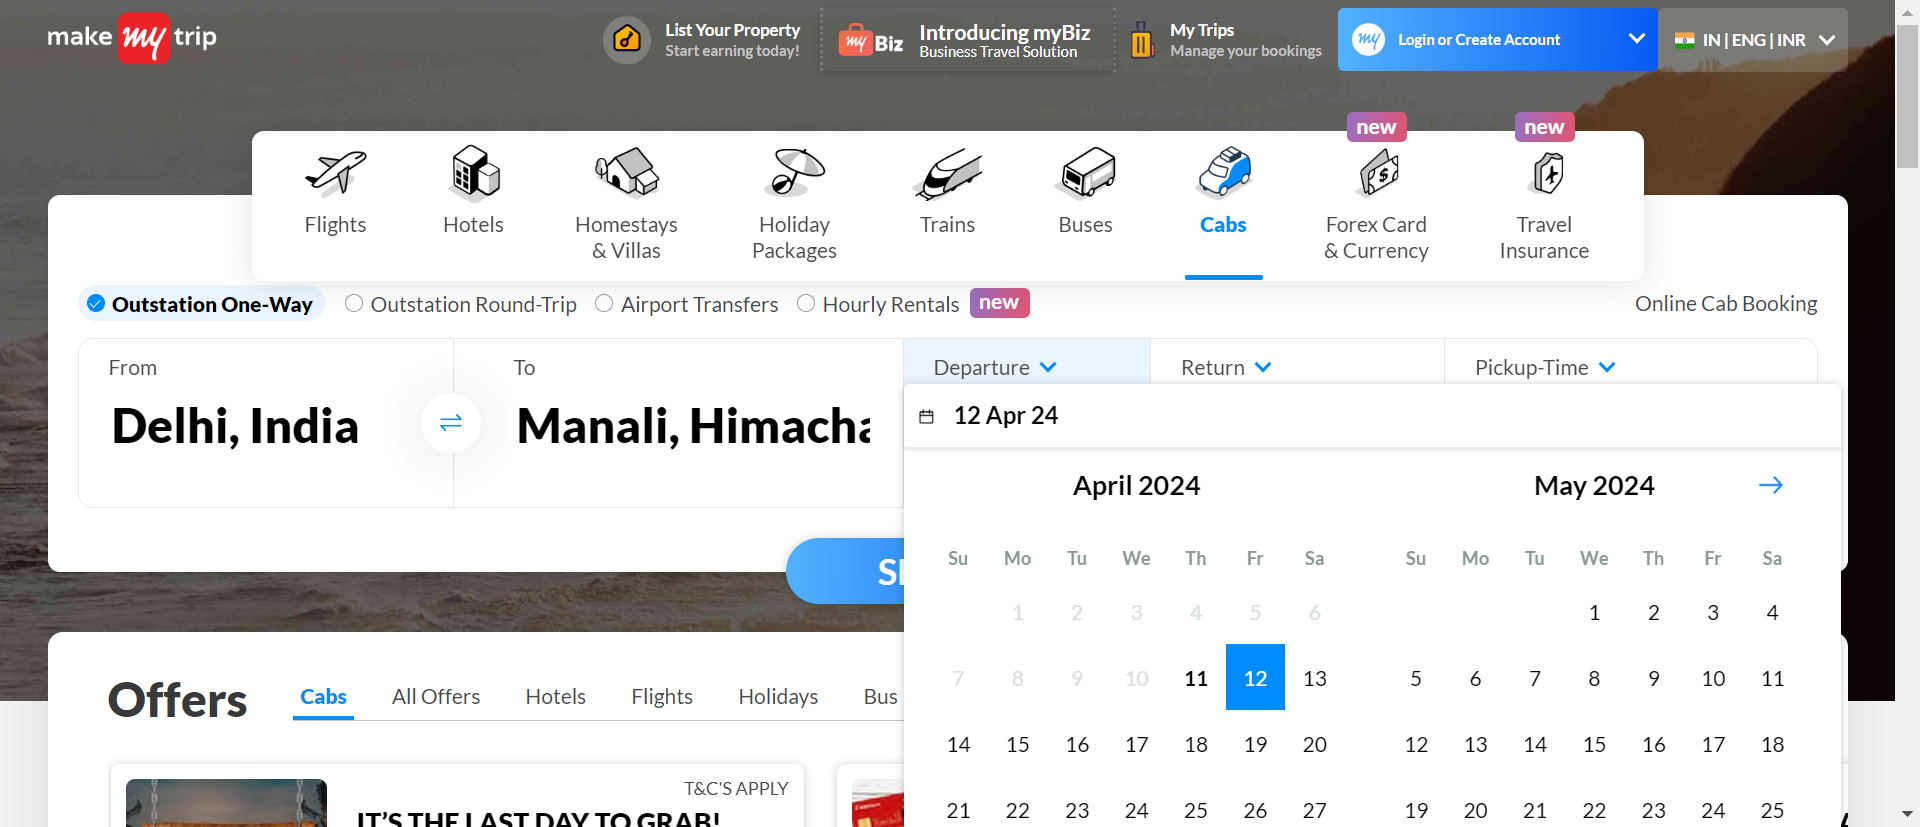 make my trip
List Your Property
Start earning today!
my Biz
Introducing myBiz
Business Travel Solution
My Trips
Manage your bookings
my
Login or Create Account
IN | ENG | INR
new
new
Flights
Hotels
Homestays
& Villas
Holiday
Packages
Trains
Buses
Cabs
Forex Card
& Currency
Travel
Insurance
Outstation One-Way
Outstation Round-Trip
Airport Transfers
Hourly Rentals
new
Online Cab Booking
From
To
Departure
Return
Pickup-Time
Delhi, India
Manali, Himacha
12 Apr 24
April 2024
May 2024
Su Mo Tu We Th Fr Sa
Su Mo Tu We Th Fr Sa
1 2 3 4 5 6
1 2 3 4
7 8 9 10 11 12 13
5 6 7 8 9 10 11
14 15 16 17 18 19 20
12 13 14 15 16 17 18
21 22 23 24 25 26 27
19 20 21 22 23 24 25
Offers
Cabs
All Offers
Hotels
Flights
Holidays
Bus
T&C'S APPLY
IT'S THE LAST DAY TO GRAB!